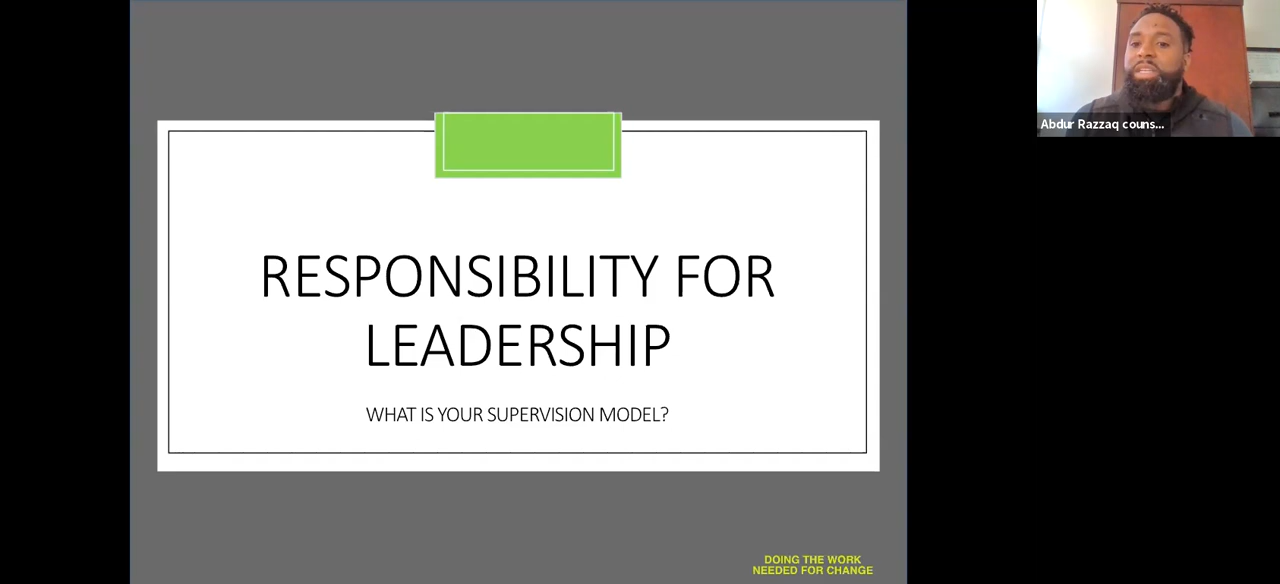 RESPONSIBILITY FOR
LEADERSHIP
WHAT IS YOUR SUPERVISION MODEL?
DOING THE WORK
NEEDED FOR CHANGE
Abdur Razzaq couns...